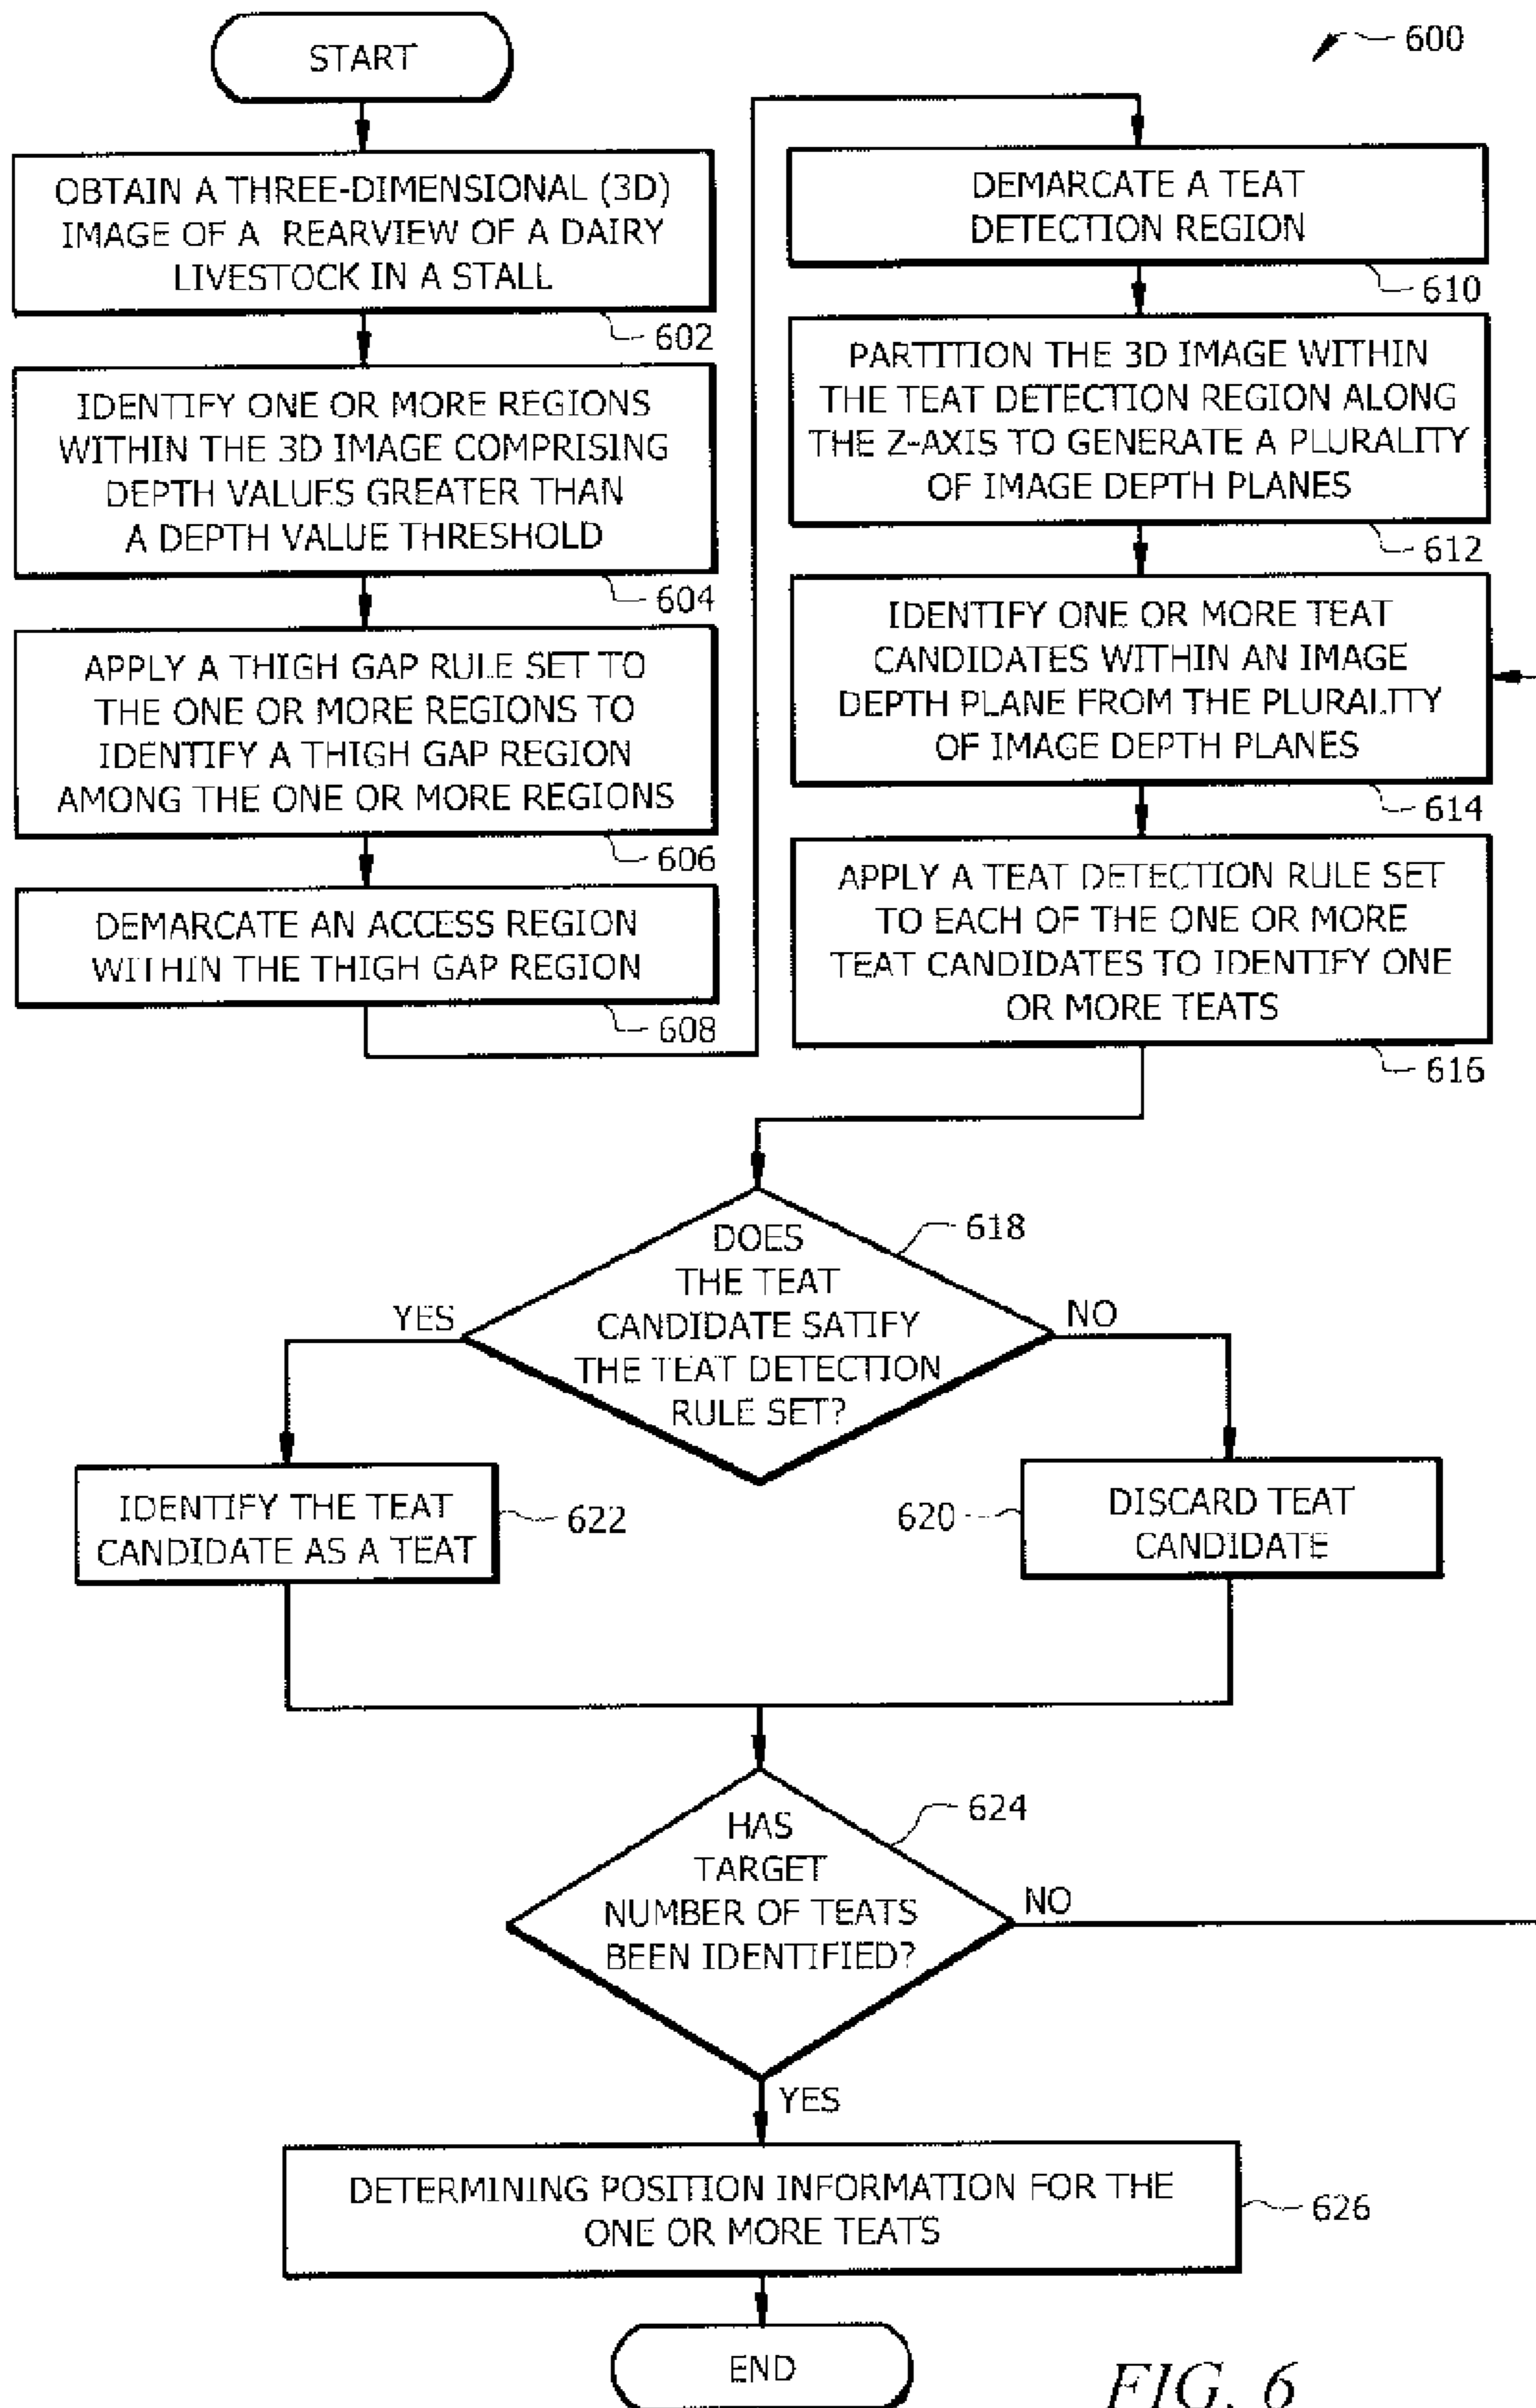 START
600
OBTAIN A THREE-DIMENSIONAL (3D)
IMAGE OF A REARVIEW OF A DAIRY
LIVESTOCK IN A STALL
602
IDENTIFY ONE OR MORE REGIONS
WITHIN THE 3D IMAGE COMPRISING
DEPTH VALUES GREATER THAN
A DEPTH VALUE THRESHOLD
604
APPLY A THIGH GAP RULE SET TO
THE ONE OR MORE REGIONS TO
IDENTIFY A THIGH GAP REGION
AMONG THE ONE OR MORE REGIONS
606
DEMARCATE AN ACCESS REGION
WITHIN THE THIGH GAP REGION
608
DEMARCATE A TEAT
DETECTION REGION
610
PARTITION THE 3D IMAGE WITHIN
THE TEAT DETECTION REGION ALONG
THE Z-AXIS TO GENERATE A PLURALITY
OF IMAGE DEPTH PLANES
612
IDENTIFY ONE OR MORE TEAT
CANDIDATES WITHIN AN IMAGE
DEPTH PLANE FROM THE PLURALITY
OF IMAGE DEPTH PLANES
614
APPLY A TEAT DETECTION RULE SET
TO EACH OF THE ONE OR MORE
TEAT CANDIDATES TO IDENTIFY ONE
OR MORE TEATS
616
DOES
THE TEAT
CANDIDATE SATIFY
THE TEAT DETECTION
RULE SET?
618
YES
NO
IDENTIFY THE TEAT
CANDIDATE AS A TEAT
622
620
DISCARD TEAT
CANDIDATE
HAS
TARGET
NUMBER OF TEATS
BEEN IDENTIFIED?
624
NO
YES
DETERMINING POSITION INFORMATION FOR THE
ONE OR MORE TEATS
626
END
FIG. 6